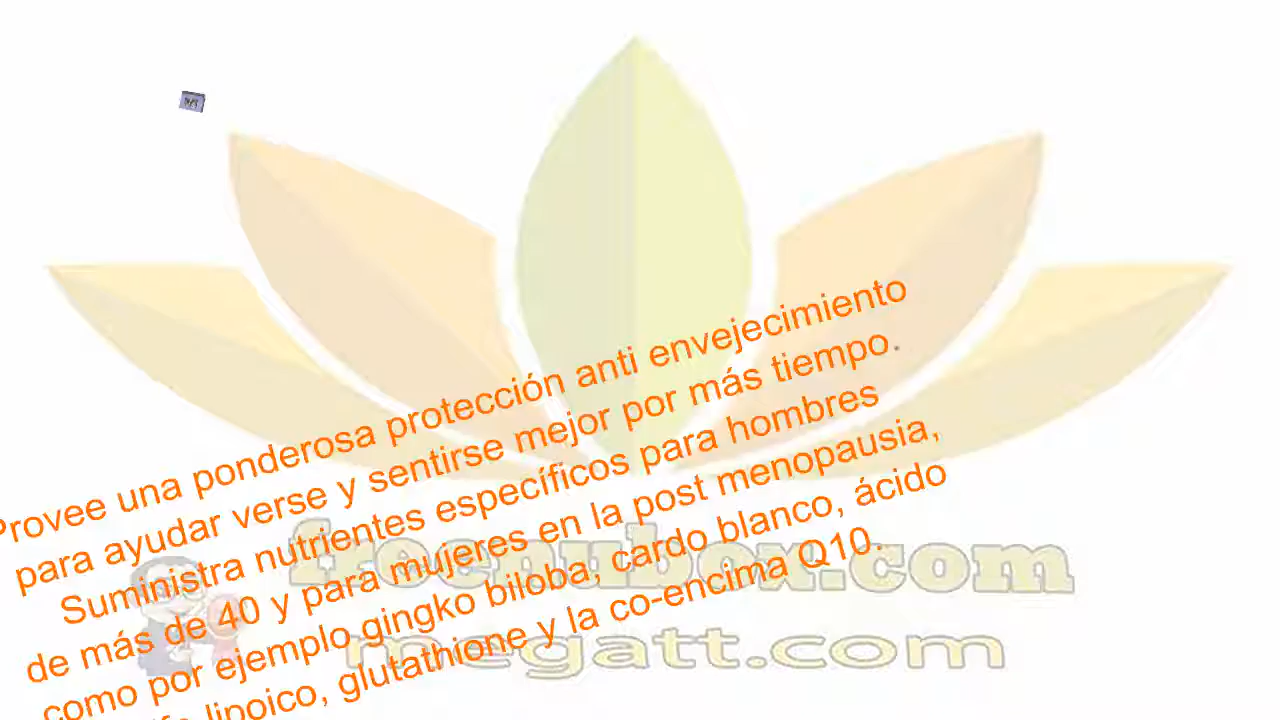 Provee una ponderosa protección anti envejecimiento
para ayudar verse y sentirse mejor por más tiempo.
Suministra nutrientes específicos para hombres
de más de 40 y para mujeres en la post menopausia,
como por ejemplo gingko biloba, cardo blanco, ácido
lipoico, glutathione y la co-encima Q10.
freenubox.com
megatt.com